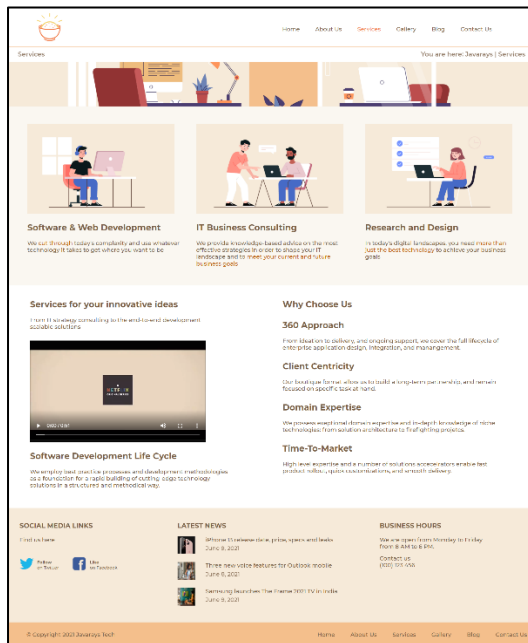 Home About Us Services Gallery Blog Contact Us
Services
You are here: Javareys | Services
Software & Web Development
We cut through today's complexity and use whatever
technology it takes to get where you want to be
IT Business Consulting
We provide knowledge-based advice on the most
effective strategies in order to shape your IT
landscape and to meet your current and future
business goals
Research and Design
In today's digital landscapes, you need more than
just the best technology to achieve your business
goals
Services for your innovative ideas
From IT strategy consulting to the end-to-end development
scalable solutions
0:00
Software Development Life Cycle
We employ best practice processes and development methodologies
as a foundation for a rapid building of cutting-edge technology
solutions in a structured and methodical way.
Why Choose Us
360 Approach
From ideation to delivery, and ongoing support, we cover the full lifecycle of
enterprise application design, integration, and management.
Client Centricity
Our boutique format allows us to build a long-term partnership, and remain
focused on specific task at hand.
Domain Expertise
We possess exceptional domain expertise and in-depth knowledge of niche
technologies: from solution architecture to firefighting projects.
Time-To-Market
High level expertise and a number of solutions accelerators enable fast
product rollout, quick customizations, and smooth delivery.
SOCIAL MEDIA LINKS
Find us here
Follow
on Twitter
Like
on Facebook
LATEST NEWS
iPhone 13 release date, price, specs and leaks
June 9, 2021
Three new voice features for Outlook mobile
June 8, 2021
Samsung launches The Frame 2021 TV in India
June 9, 2021
BUSINESS HOURS
We are open from Monday to Friday
from 8 AM to 6 PM.
Contact us
(100) 123 456
© Copyright 2021 Javareys Tech
Home About Us Services Gallery Blog Contact Us